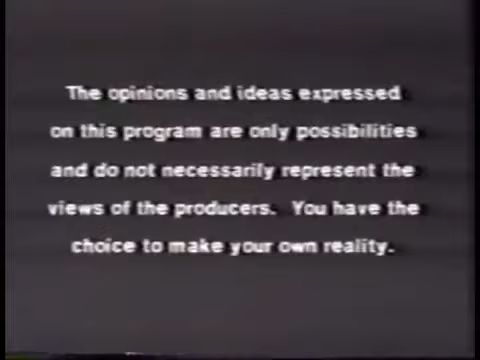 The opinions and ideas expressed
on this program are only possibilities
and do not necessarily represent the
views of the producers.  You have the
choice to make your own reality.